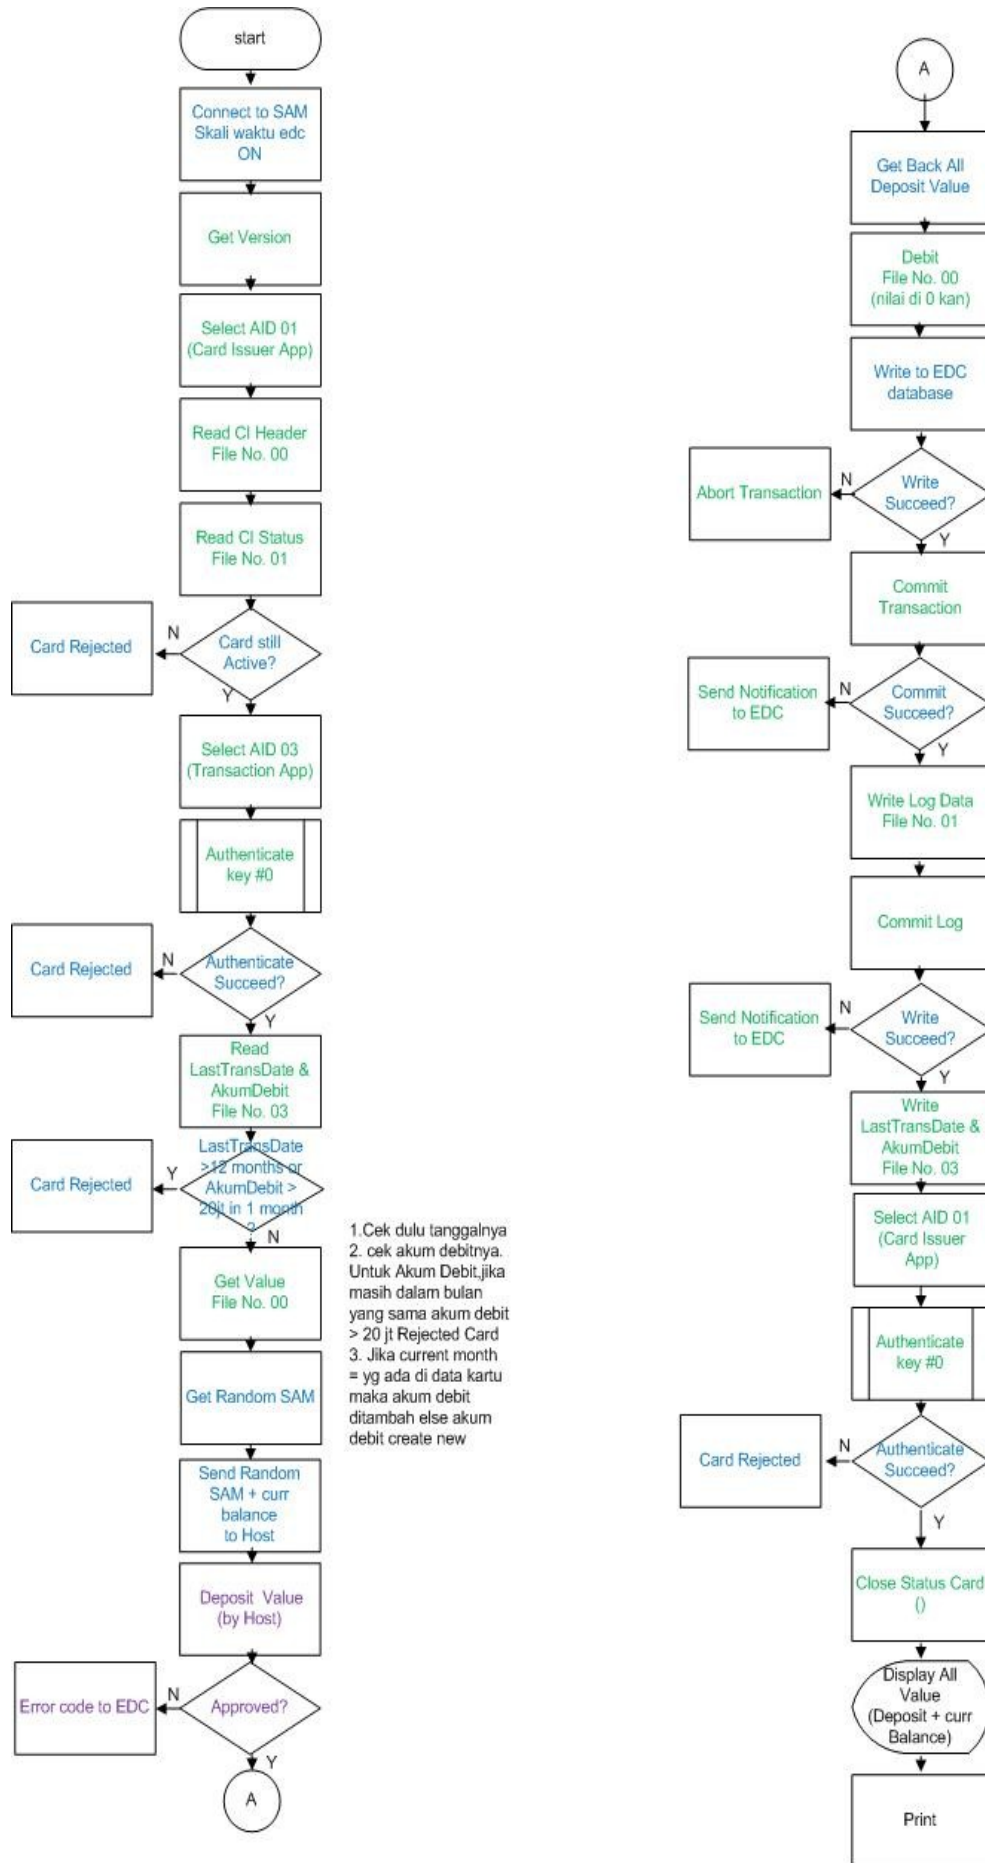 start
Connect to SAM
Skali waktu edc
ON
Get Version
Select AID 01
(Card Issuer App)
Read CI Header
File No. 00
Read CI Status
File No. 01
Card still
Active?
N
Card Rejected
Y
Select AID 03
(Transaction App)
Authenticate
key #0
Authenticate
Succeed?
N
Card Rejected
Y
Read
LastTransDate &
AkumDebit
File No. 03
LastTransDate
>12 months or
AkumDebit >
20jt in 1 month
?
Y
Card Rejected
N
1.Cek dulu tanggalnya
2. cek akum debitnya.
Untuk Akum Debit,jika
masih dalam bulan
yang sama akum debit
> 20 jt Rejected Card
3. Jika current month
= yg ada di data kartu
maka akum debit
ditambah else akum
debit create new
Get Value
File No. 00
Get Random SAM
Send Random
SAM + curr
balance
to Host
Deposit Value
(by Host)
Approved?
N
Error code to EDC
Y
A
A
Get Back All
Deposit Value
Debit
File No. 00
(nilai di 0 kan)
Write to EDC
database
Write
Succeed?
N
Abort Transaction
Y
Commit
Transaction
Commit
Succeed?
N
Send Notification
to EDC
Y
Write Log Data
File No. 01
Commit Log
Write
Succeed?
N
Send Notification
to EDC
Y
Write
LastTransDate &
AkumDebit
File No. 03
Select AID 01
(Card Issuer
App)
Authenticate
key #0
Authenticate
Succeed?
N
Card Rejected
Y
Close Status Card
()
Display All
Value
(Deposit + curr
Balance)
Print